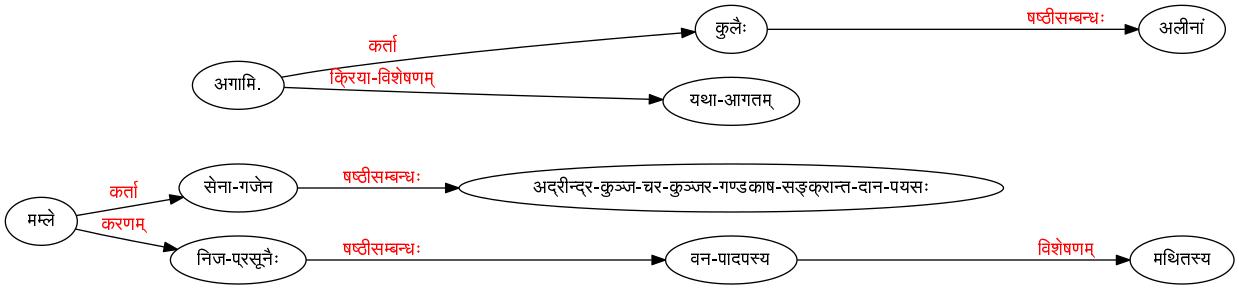 षष्ठीसम्बन्धः
कुलैः
अलीनां
कर्ता
क्रिया-विशेषणम्
अगामि.
यथा-आगतम्
कर्ता
सेना-गजेन
षष्ठीसम्बन्धः
अद्रीन्द्र-कुञ्ज-चर-कुञ्जर-गण्डकाष-सङ्क्रान्त-दान-पयसः
मम्ले
करणम्
निज-प्रसूनैः
षष्ठीसम्बन्धः
वन-पादपस्य
विशेषणम्
मथितस्य